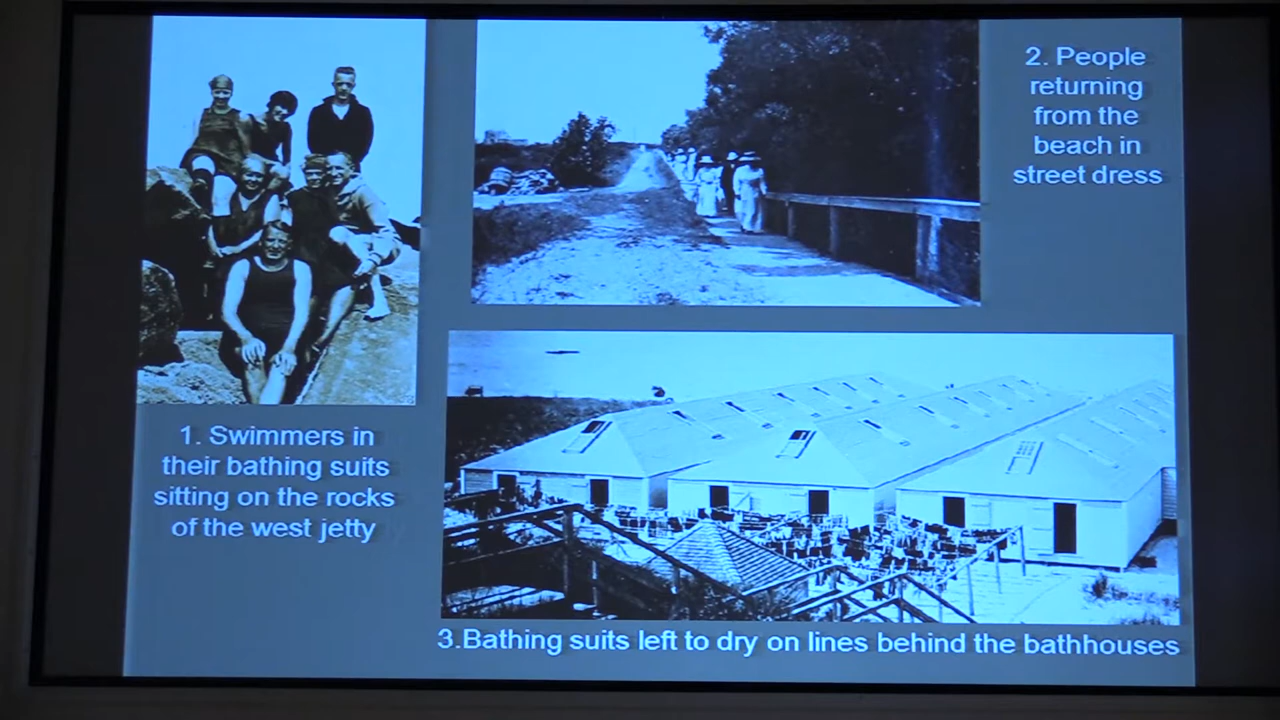 1. Swimmers in
their bathing suits
sitting on the rocks
of the west jetty
2. People
returning
from the
beach in
street dress
3.Bathing suits left to dry on lines behind the bathhouses